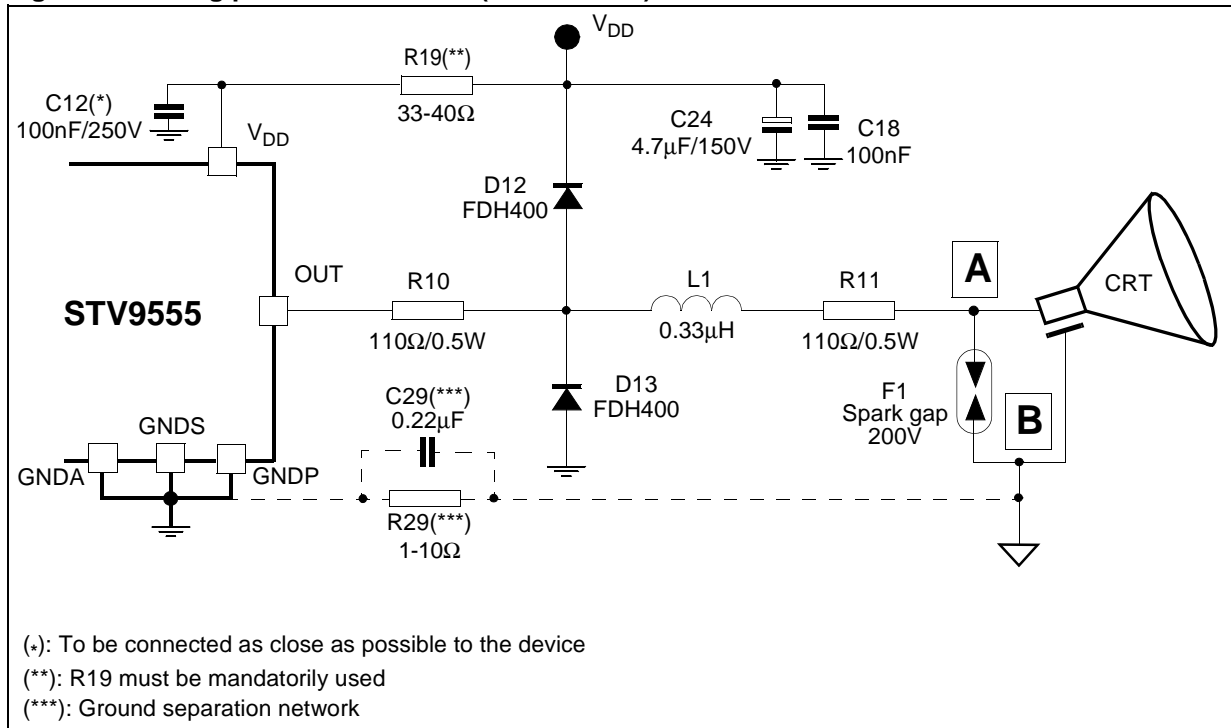 V_DD
R19(**)
33-40Ω
C12(*)
100nF/250V
V_DD
C24
4.7μF/150V
C18
100nF
D12
FDH400
OUT
R10
110Ω/0.5W
L1
0.33μH
R11
110Ω/0.5W
A
CRT
STV9555
D13
FDH400
C29(***)
0.22μF
F1
Spark gap
200V
B
GNDS
GNDA
GNDP
R29(***)
1-10Ω
(*): To be connected as close as possible to the device
(**): R19 must be mandatorily used
(***): Ground separation network